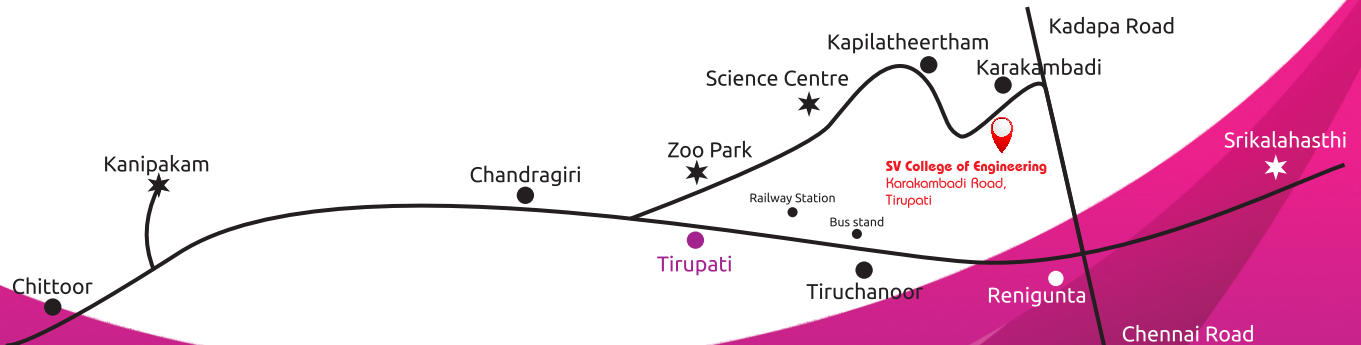 Kadapa Road
Kapilatheertham
Karakambadi
Science Centre
Srikalahasthi
Zoo Park
Kanipakam
SV College of Engineering
Karakambadi Road,
Tirupati
Chandragiri
Railway Station
Bus stand
Tirupati
Chittoor
Tiruchanoor
Renigunta
Chennai Road